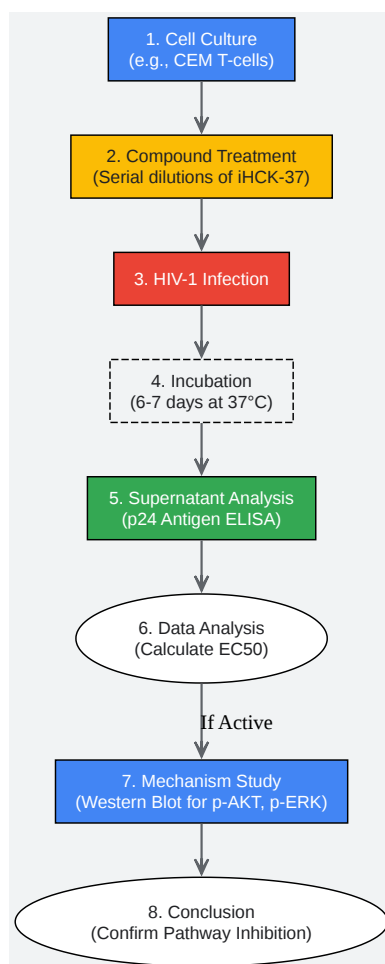 1. Cell Culture
(e.g., CEM T-cells)
2. Compound Treatment
(Serial dilutions of iHCK-37)
3. HIV-1 Infection
4. Incubation
(6-7 days at 37°C)
5. Supernatant Analysis
(p24 Antigen ELISA)
6. Data Analysis
(Calculate EC50)
If Active
7. Mechanism Study
(Western Blot for p-AKT, p-ERK)
8. Conclusion
(Confirm Pathway Inhibition)